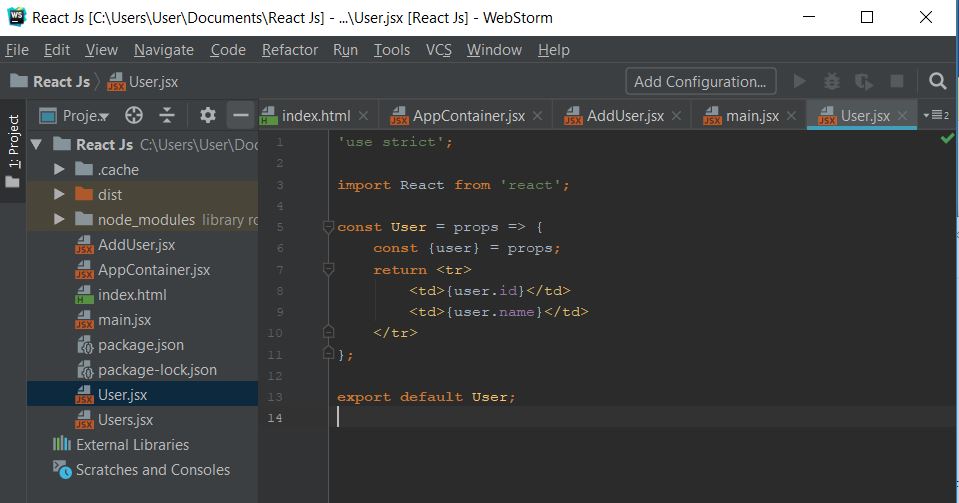 WS React Js [C:\Users\User\Documents\React Js] - ...\User.jsx [React Js] - WebStorm
File Edit View Navigate Code Refactor Run Tools VCS Window Help
React Js User.jsx Add Configuration...
1: Project
Proje... index.html AppContainer.jsx AddUser.jsx main.jsx User.jsx 2
React Js C:\Users\User\Doc
.cache
dist
node_modules library ro
AddUser.jsx
AppContainer.jsx
index.html
main.jsx
package.json
package-lock.json
User.jsx
Users.jsx
External Libraries
Scratches and Consoles
1 'use strict';
2
3 import React from 'react';
4
5 const User = props => {
6     const {user} = props;
7     return <tr>
8         <td>{user.id}</td>
9         <td>{user.name}</td>
10     </tr>
11 };
12
13 export default User;
14